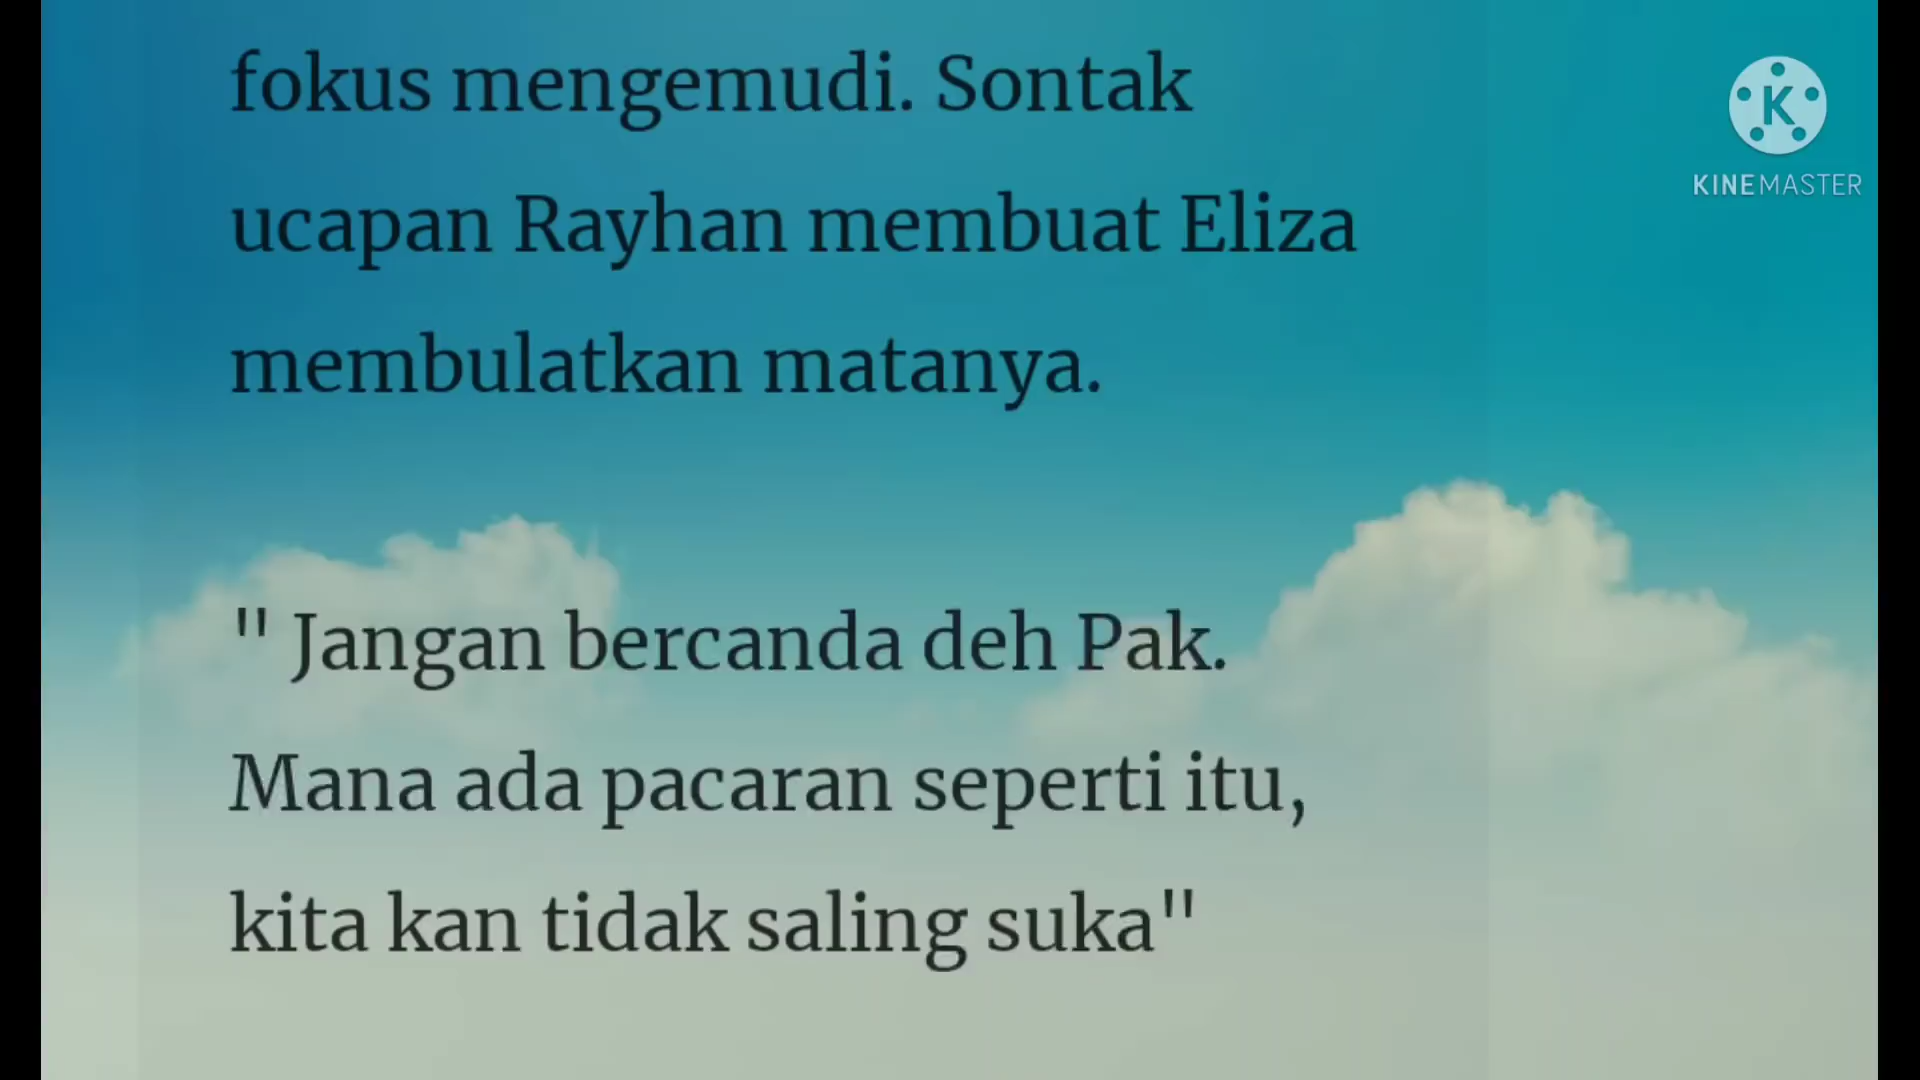 fokus mengemudi. Sontak
ucapan Rayhan membuat Eliza
membulatkan matanya.
" Jangan bercanda deh Pak.
Mana ada pacaran seperti itu,
kita kan tidak saling suka"
K
KINEMASTER